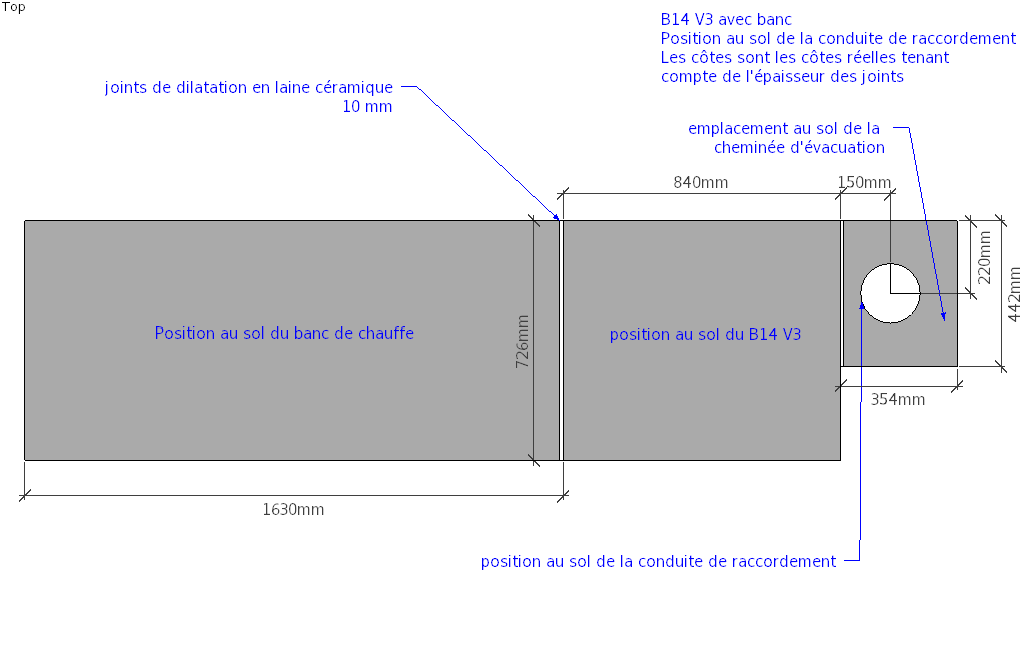 Top
B14 V3 avec banc
Position au sol de la conduite de raccordement
Les côtes sont les côtes réelles tenant
compte de l'épaisseur des joints
joints de dilatation en laine céramique
10 mm
emplacement au sol de la
cheminée d'évacuation
840mm
150mm
220mm
442mm
Position au sol du banc de chauffe
726mm
position au sol du B14 V3
354mm
1630mm
position au sol de la conduite de raccordement